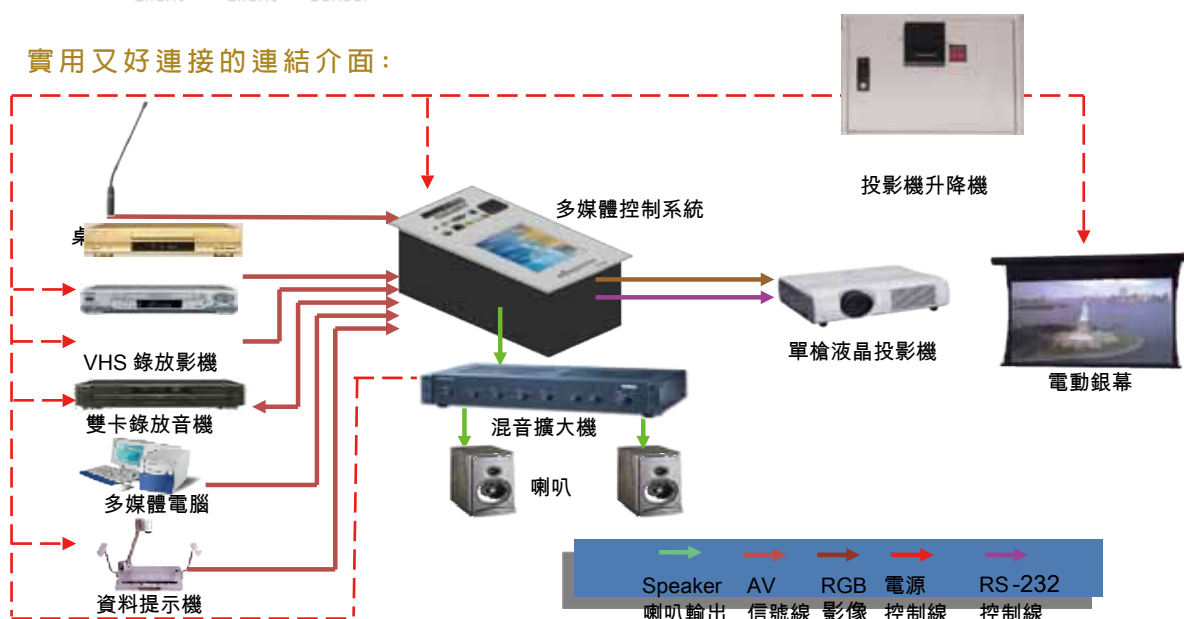 實用又好連接的連結介面：
投影機升降機
多媒體控制系統
桌
VHS 錄放影機
單槍液晶投影機
電動銀幕
雙卡錄放音機
混音擴大機
喇叭
多媒體電腦
資料提示機
Speaker AV RGB 電源 RS-232
喇叭輸出 信號線 影像 控制線 控制線